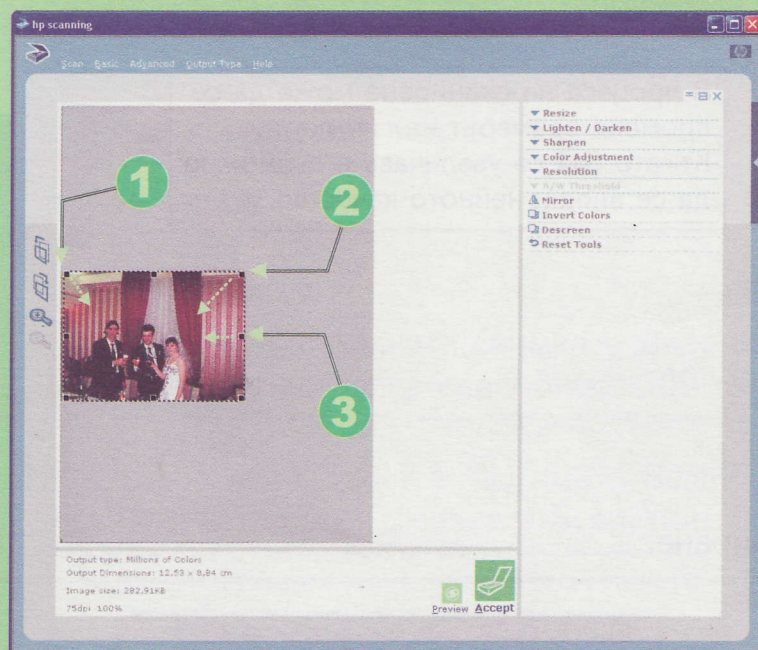 hp scanning
hp
Scan Basic Advanced Output Type Help
Resize
Lighten / Darken
Sharpen
Color Adjustment
Resolution
B/W Threshold
Mirror
Invert Colors
Descreen
Reset Tools
1
2
3
Output type: Millions of Colors
Output Dimensions: 12,53 x 8,84 cm
Image size: 282,91KB
75dpi 100%
Preview Accept